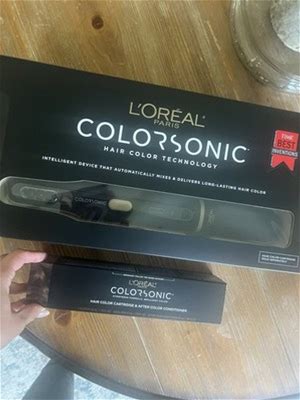 L'ORÉAL
PARIS
COLORSONIC
HAIR COLOR TECHNOLOGY
INTELLIGENT DEVICE THAT AUTOMATICALLY MIXES & DELIVERS LONG-LASTING HAIR COLOR
TIME
BEST
INVENTIONS
COLORSONIC
L'ORÉAL
COLORSONIC
HAIR COLOR CARTRIDGE & AFTER COLOR CONDITIONER